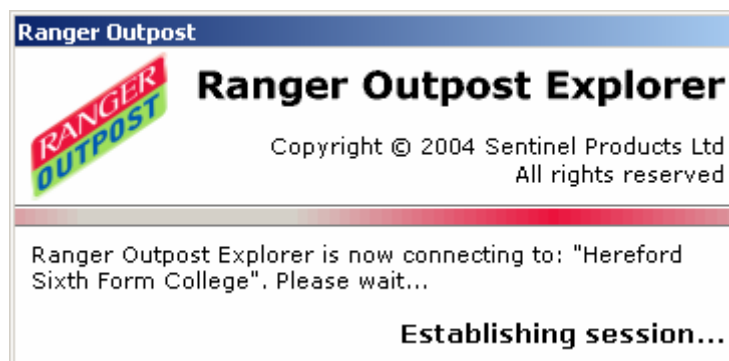 Ranger Outpost
RANGER
OUTPOST
Ranger Outpost Explorer
Copyright © 2004 Sentinel Products Ltd
All rights reserved
Ranger Outpost Explorer is now connecting to: "Hereford
Sixth Form College". Please wait...
Establishing session...